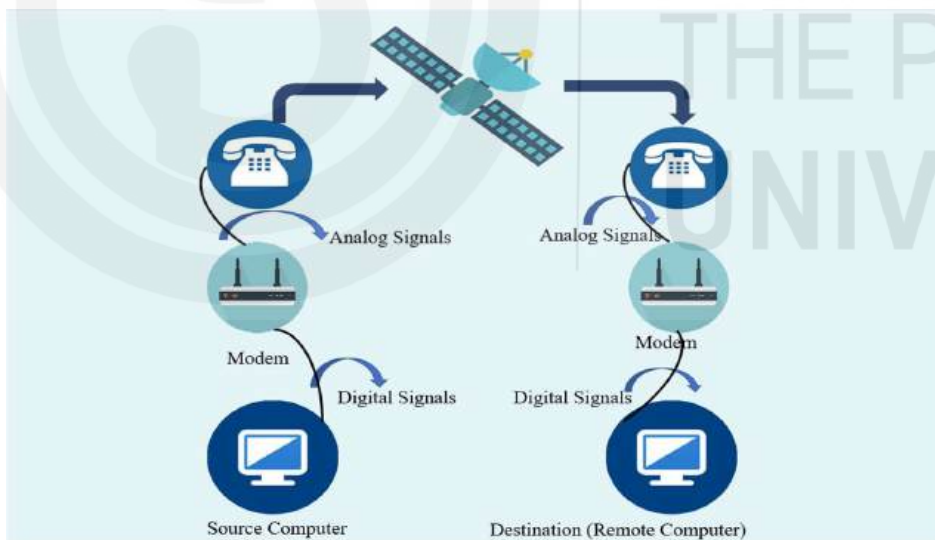 THE P
UNIV
Analog Signals
Analog Signals
Modem
Modem
Digital Signals
Digital Signals
Source Computer
Destination (Remote Computer)